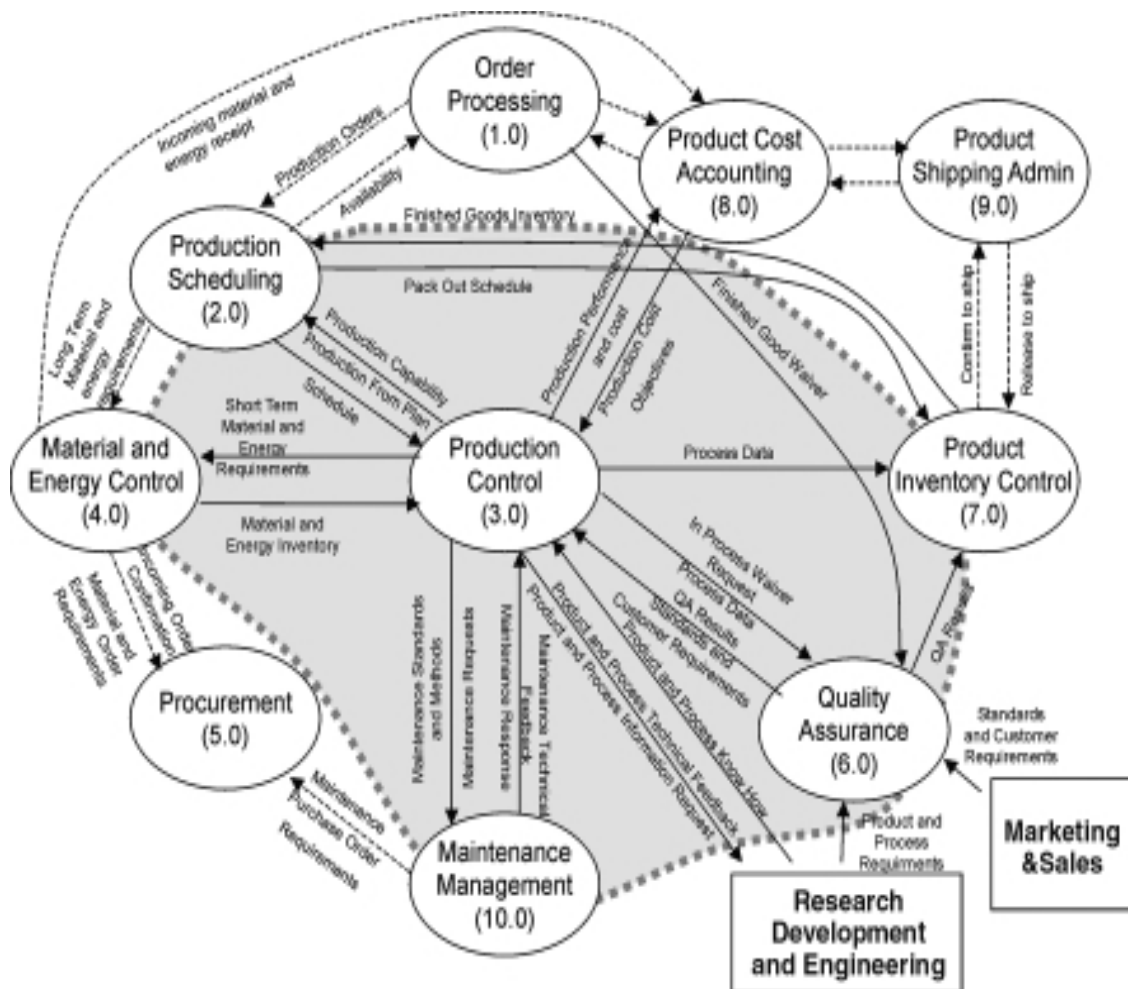 Order
Processing
(1.0)
Product Cost
Accounting
(8.0)
Product
Shipping Admin
(9.0)
Incoming material and
energy receipt
Production Orders
Availability
Finished Goods Inventory
Production
Scheduling
(2.0)
Pack Out Schedule
Production Performance
and cost
Production Cost
Objectives
Finished Good Waiver
Confirm to ship
Release to ship
Long Term
Material and
energy
requirements
Production Capability
Production From Plan
Schedule
Short Term
Material and
Energy
Requirements
Material and
Energy Control
(4.0)
Production
Control
(3.0)
Process Data
Product
Inventory Control
(7.0)
Material and
Energy Inventory
Incoming Order
Confirmation
Material and
Energy Order
Requirements
In Process Waiver
Request
Process Data
QA Results
Standards and
Customer Requirements
QA Results
Maintenance Standards
and Methods
Maintenance Requests
Maintenance Response
Maintenance Technical
Feedback
Product and Process Know How
Product and Process Technical Feedback
Product and Process Information Request
Procurement
(5.0)
Quality
Assurance
(6.0)
Standards
and Customer
Requirements
Maintenance
Purchase Order
Requirements
Maintenance
Management
(10.0)
Product and
Process
Requirments
Marketing
&Sales
Research
Development
and Engineering